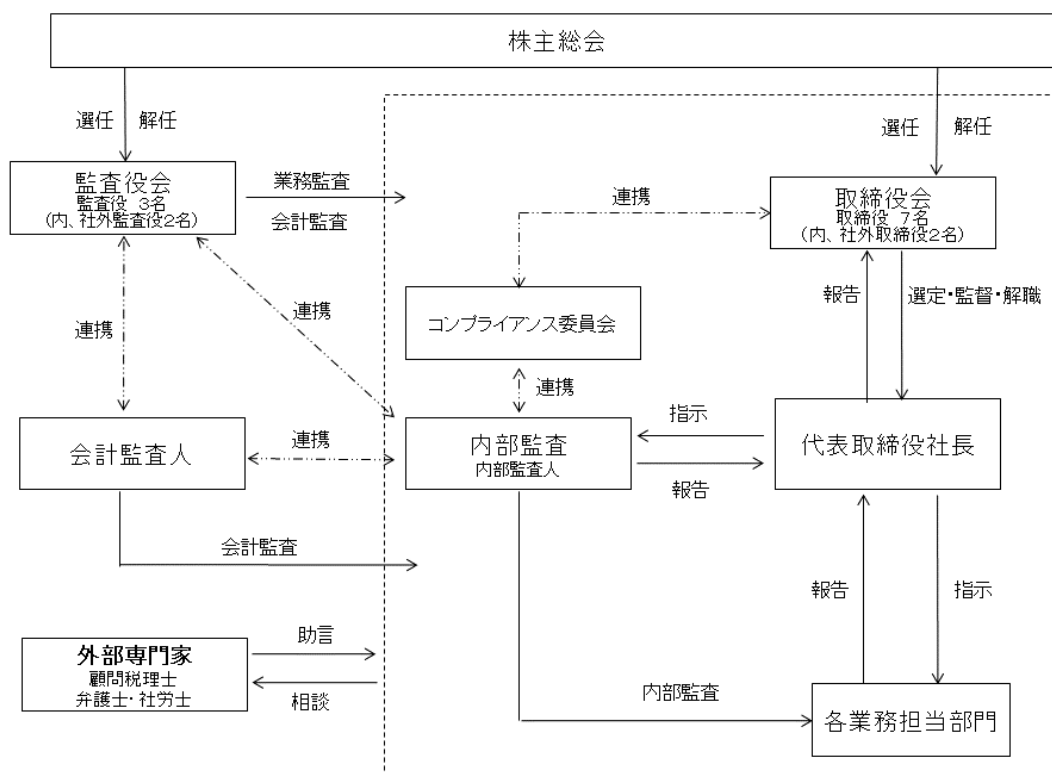 株主総会
選任
解任
選任
解任
監査役会
監査役 3名
(内、社外監査役2名)
業務監査
会計監査
連携
取締役会
取締役 7名
(内、社外取締役2名)
連携
連携
コンプライアンス委員会
報告
選定・監督・解職
連携
会計監査人
連携
内部監査
内部監査人
指示
報告
代表取締役社長
会計監査
報告
指示
外部専門家
顧問税理士
弁護士・社労士
助言
相談
内部監査
各業務担当部門